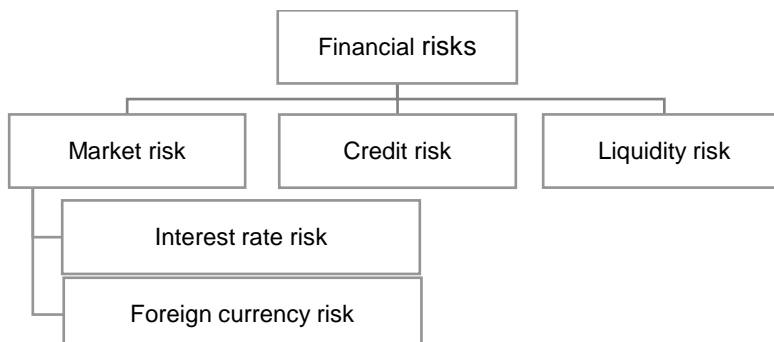 Financial risks
Market risk
Credit risk
Liquidity risk
Interest rate risk
Foreign currency risk